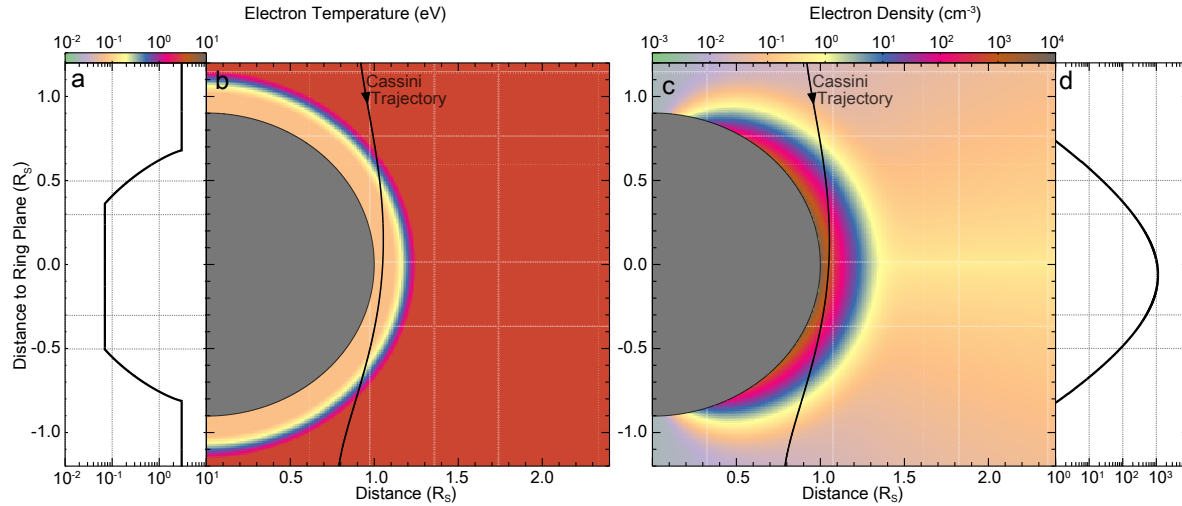 Electron Temperature (eV)
Electron Density (cm⁻³)
10⁻² 10⁻¹ 10⁰ 10¹
10⁻³ 10⁻² 10⁻¹ 10⁰ 10¹ 10² 10³ 10⁴
a b c d
Cassini
Trajectory
Cassini
Trajectory
Distance to Ring Plane (R_S)
1.0
0.5
0.0
-0.5
-1.0
10⁻² 10⁻¹ 10⁰ 10¹
0.5 1.0 1.5 2.0
0.5 1.0 1.5 2.0
10⁰ 10¹ 10² 10³
Distance (R_S)
Distance (R_S)